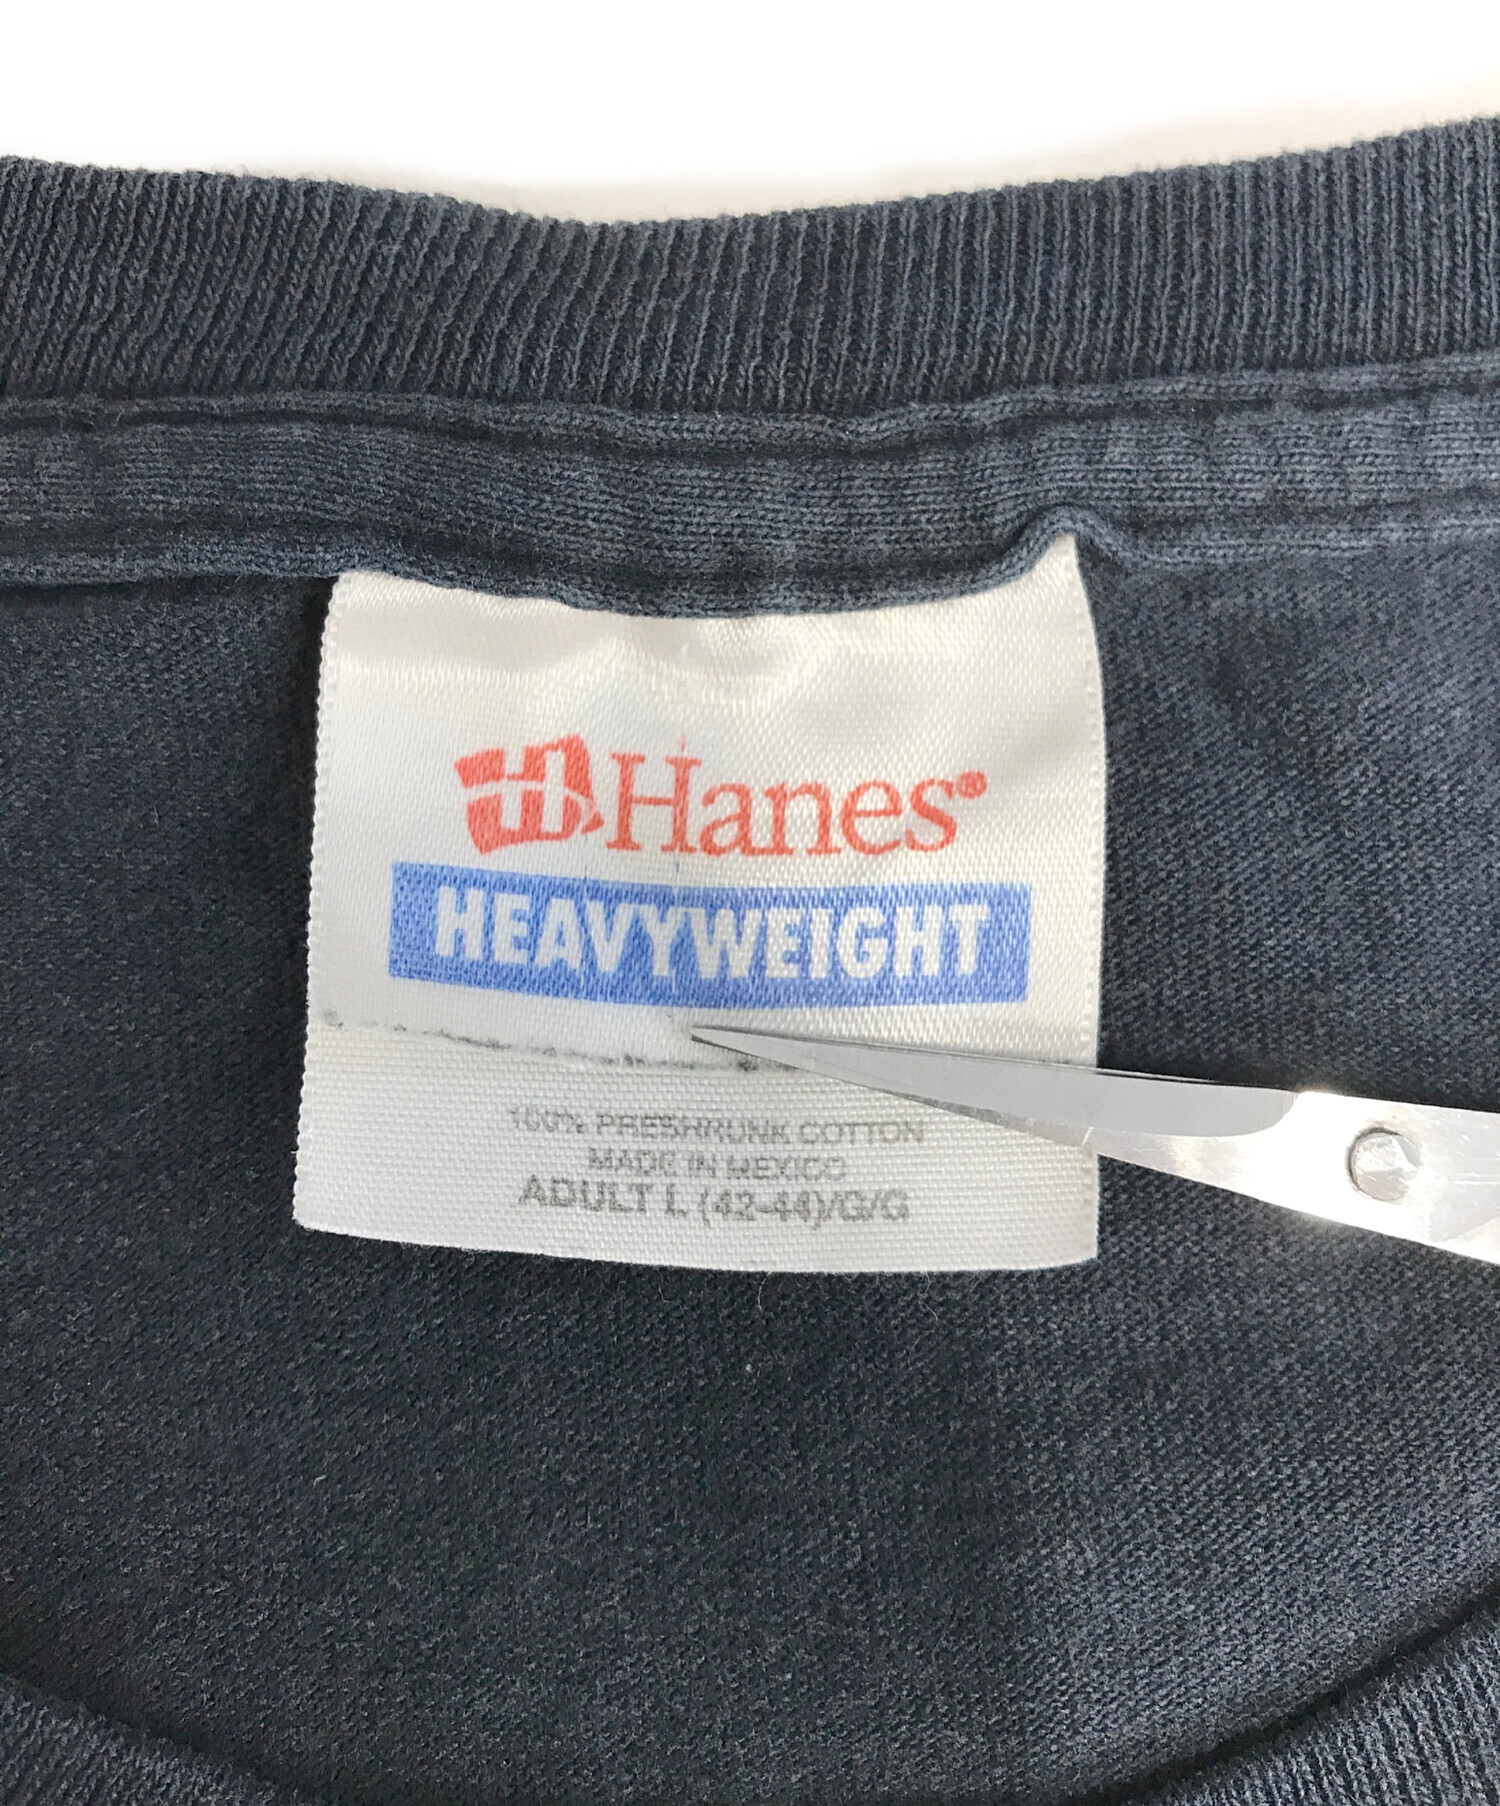 Hanes®
HEAVYWEIGHT
100% PRESHRUNK COTTON
MADE IN MEXICO
ADULT L (42-44)/G/G